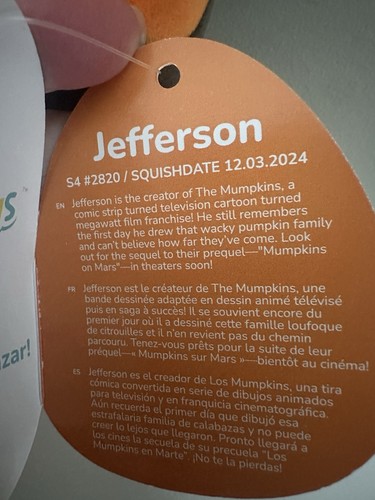 Jefferson
S4 #2820 / SQUISHDATE 12.03.2024
EN Jefferson is the creator of The Mumpkins, a
comic strip turned television cartoon turned
megawatt film franchise! He still remembers
the first day he drew that wacky pumpkin family
and can't believe how far they've come. Look
out for the sequel to their prequel—"Mumpkins
on Mars"—in theaters soon!
FR Jefferson est le créateur de The Mumpkins, une
bande dessinée adaptée en dessin animé télévisé
puis en saga à succès! Il se souvient encore du
premier jour où il a dessiné cette famille loufoque
de citrouilles et il n'en revient pas du chemin
parcouru. Tenez-vous prêts pour la suite de leur
préquel—« Mumpkins sur Mars »—bientôt au cinéma!
ES Jefferson es el creador de Los Mumpkins, una tira
cómica convertida en serie de dibujos animados
para televisión y en franquicia cinematográfica.
Aún recuerda el primer día que dibujó esa
estrafalaria familia de calabazas y no puede
creer lo lejos que llegaron. Pronto llegará a
los cines la secuela de su precuela "Los
Mumpkins en Marte" ¡No te la pierdas!
zar!